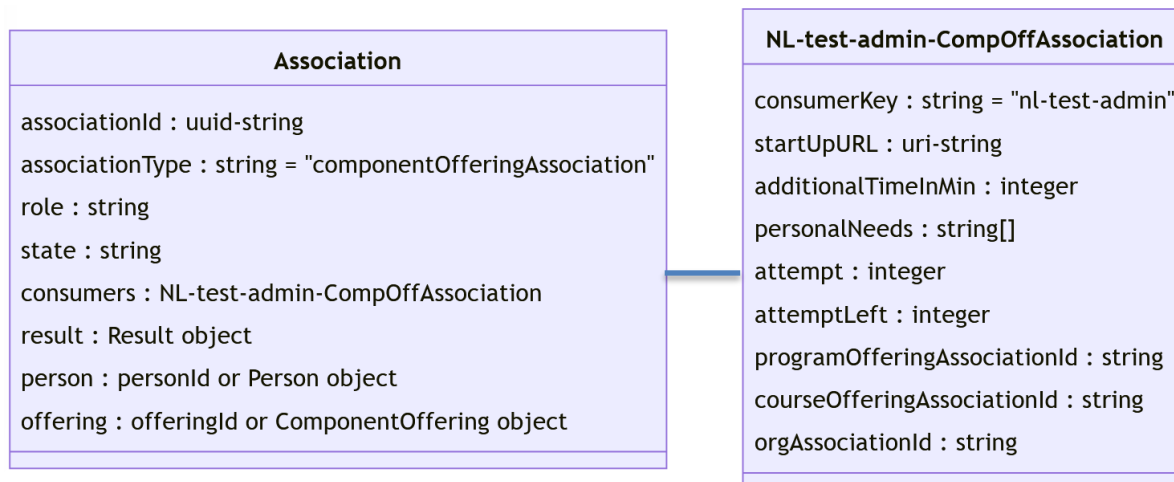 Association
associationId : uuid-string
associationType : string = "componentOfferingAssociation"
role : string
state : string
consumers : NL-test-admin-CompOffAssociation
result : Result object
person : personId or Person object
offering : offeringId or ComponentOffering object
NL-test-admin-CompOffAssociation
consumerKey : string = "nl-test-admin"
startUpURL : uri-string
additionalTimeInMin : integer
personalNeeds : string[]
attempt : integer
attemptLeft : integer
programOfferingAssociationId : string
courseOfferingAssociationId : string
orgAssociationId : string